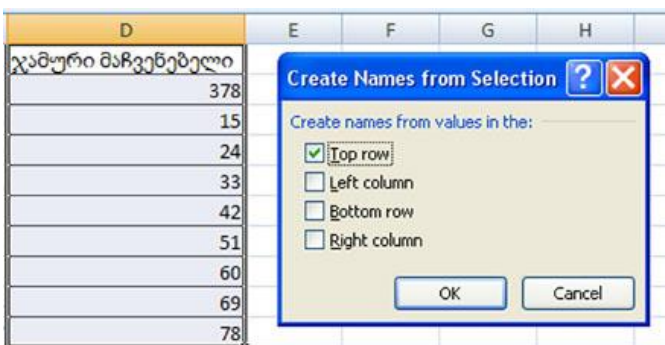 D E F G H
ჯამური მაჩვენებელი
378
15
24
33
42
51
60
69
78
Create Names from Selection ?
Create names from values in the:
Top row
Left column
Bottom row
Right column
OK Cancel